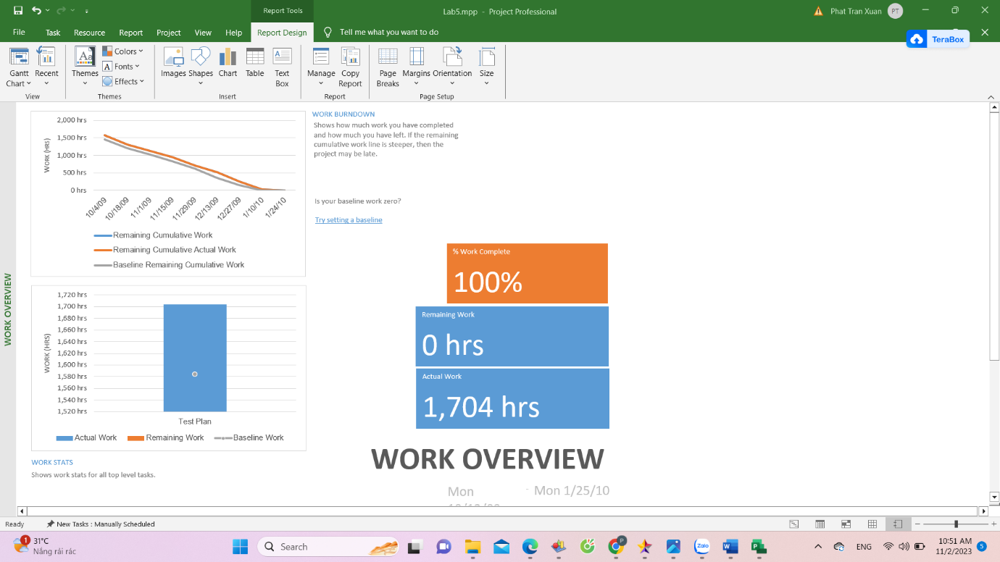 Report Tools
Lab5.mpp - Project Professional
Phat Tran Xuan
PT
File
Task
Resource
Report
Project
View
Help
Report Design
Tell me what you want to do
TeraBox
Gantt Chart
Recent
View
Aa
Themes
Colors
A Fonts
Effects
Themes
Images
Shapes
Chart
Table
A
Text Box
Insert
Manage
Copy Report
Report
Page Breaks
Margins
Orientation
Size
Page Setup
WORK OVERVIEW
WORK (HRS)
2,000 hrs
1,500 hrs
1,000 hrs
500 hrs
0 hrs
10/4/09
10/18/09
11/1/09
11/15/09
11/29/09
12/13/09
12/27/09
1/10/10
1/24/10
Remaining Cumulative Work
Remaining Cumulative Actual Work
Baseline Remaining Cumulative Work
WORK BURNDOWN
Shows how much work you have completed
and how much you have left. If the remaining
cumulative work line is steeper, then the
project may be late.
Is your baseline work zero?
Try setting a baseline
% Work Complete
100%
Remaining Work
0 hrs
Actual Work
1,704 hrs
WORK (HRS)
1,720 hrs
1,700 hrs
1,680 hrs
1,660 hrs
1,640 hrs
1,620 hrs
1,600 hrs
1,580 hrs
1,560 hrs
1,540 hrs
1,520 hrs
Test Plan
Actual Work
Remaining Work
Baseline Work
WORK STATS
Shows work stats for all top level tasks.
WORK OVERVIEW
Mon
- Mon 1/25/10
Ready
New Tasks : Manually Scheduled
1
31°C
Nắng rải rác
Search
P
Zalo
W
P
ENG
10:51 AM
11/2/2023
5